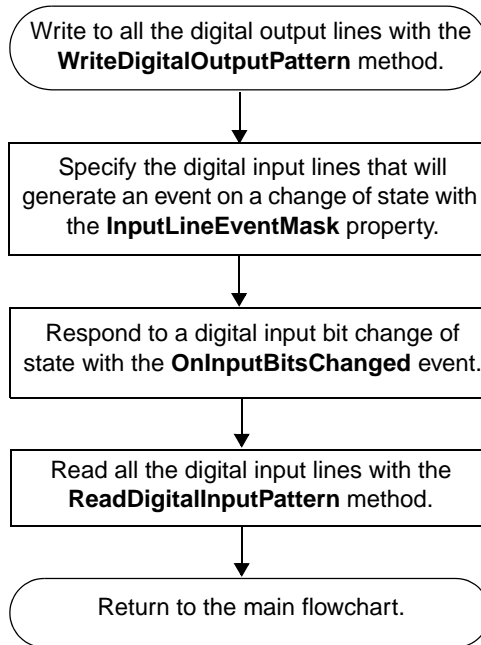 Write to all the digital output lines with the
WriteDigitalOutputPattern method.
Specify the digital input lines that will
generate an event on a change of state with
the InputLineEventMask property.
Respond to a digital input bit change of
state with the OnInputBitsChanged event.
Read all the digital input lines with the
ReadDigitalInputPattern method.
Return to the main flowchart.